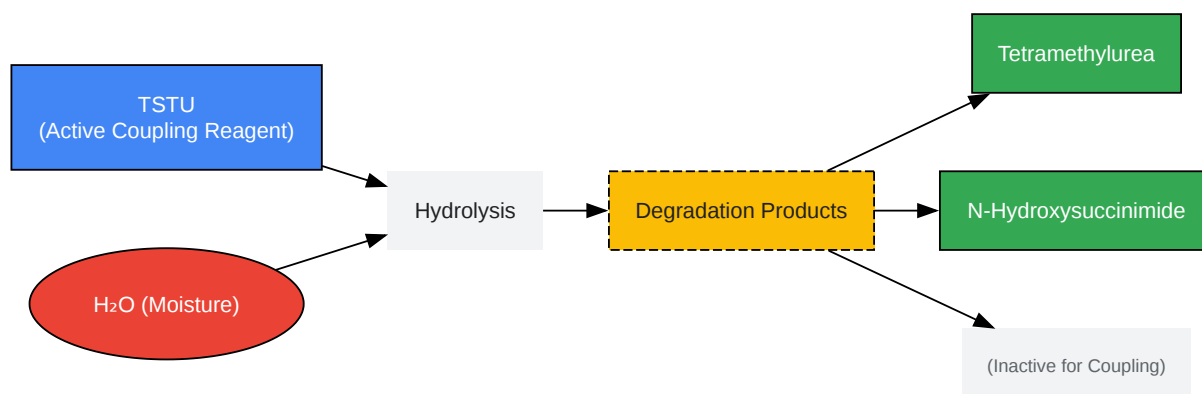 TSTU
(Active Coupling Reagent)
H₂O (Moisture)
Hydrolysis
Degradation Products
Tetramethylurea
N-Hydroxysuccinimide
(Inactive for Coupling)